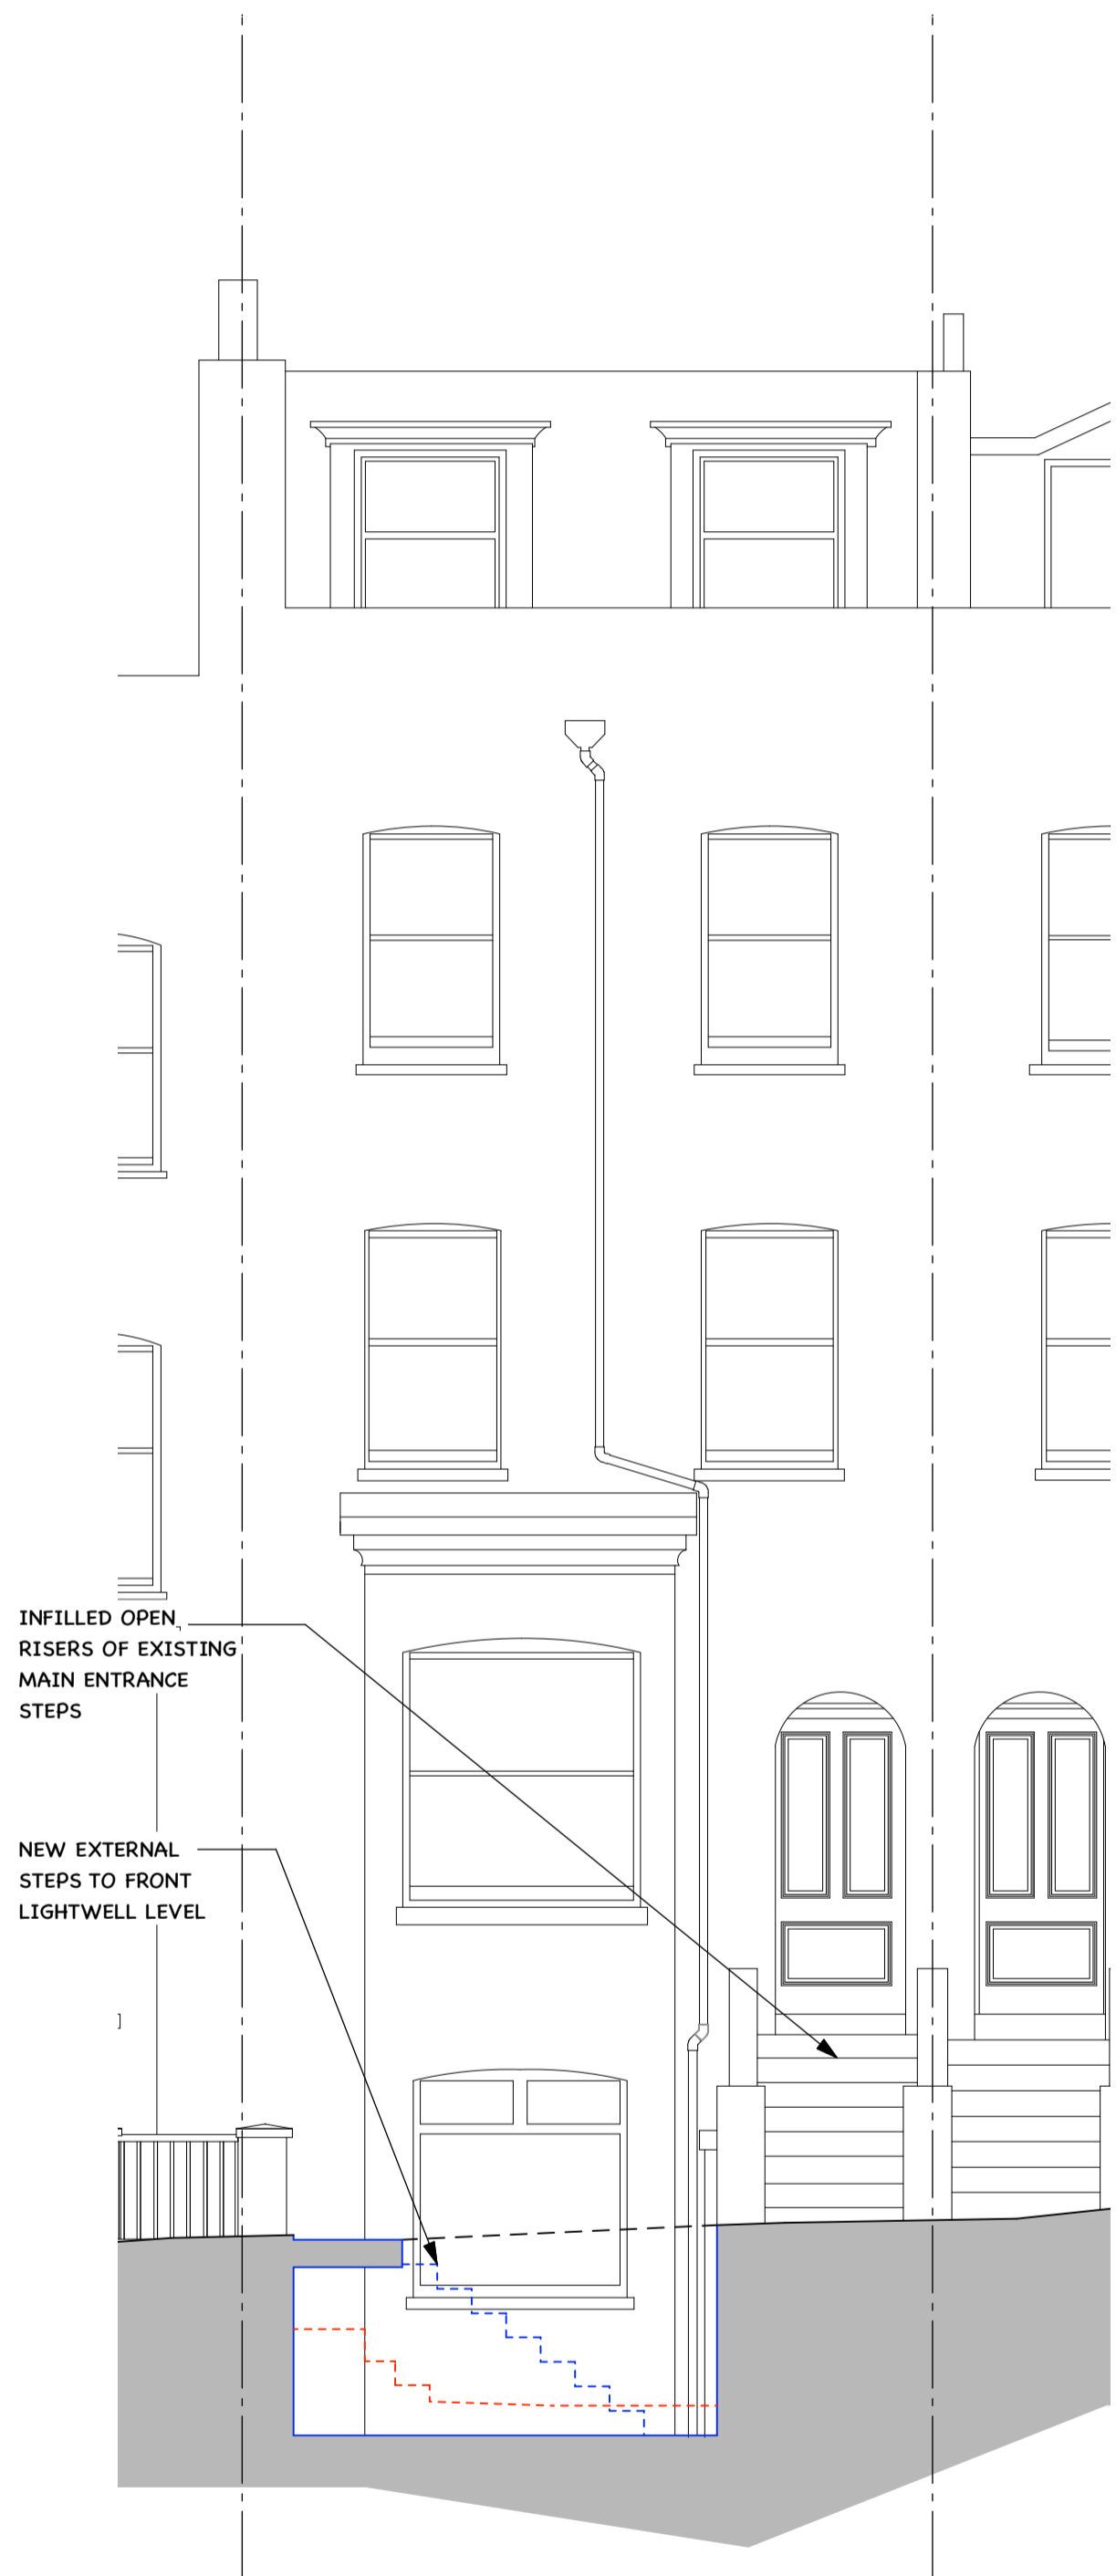 INFILLED OPEN
RISERS OF EXISTING
MAIN ENTRANCE
STEPS
NEW EXTERNAL
STEPS TO FRONT
LIGHTWELL LEVEL